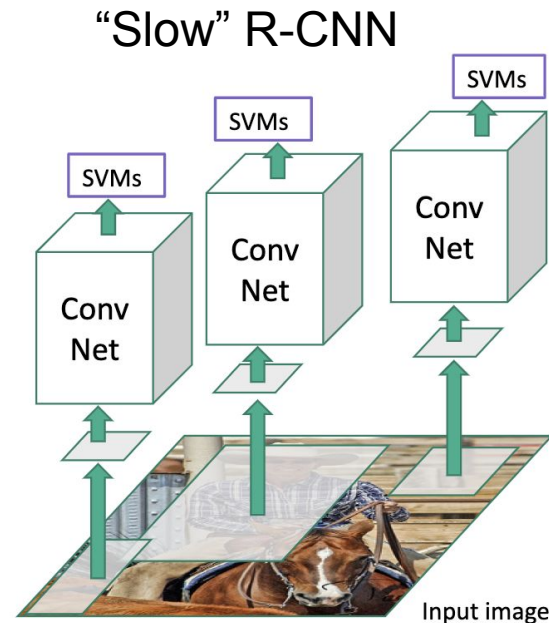 “Slow” R-CNN
SVMs
SVMs
SVMs
Conv
Net
Conv
Net
Conv
Net
Input image